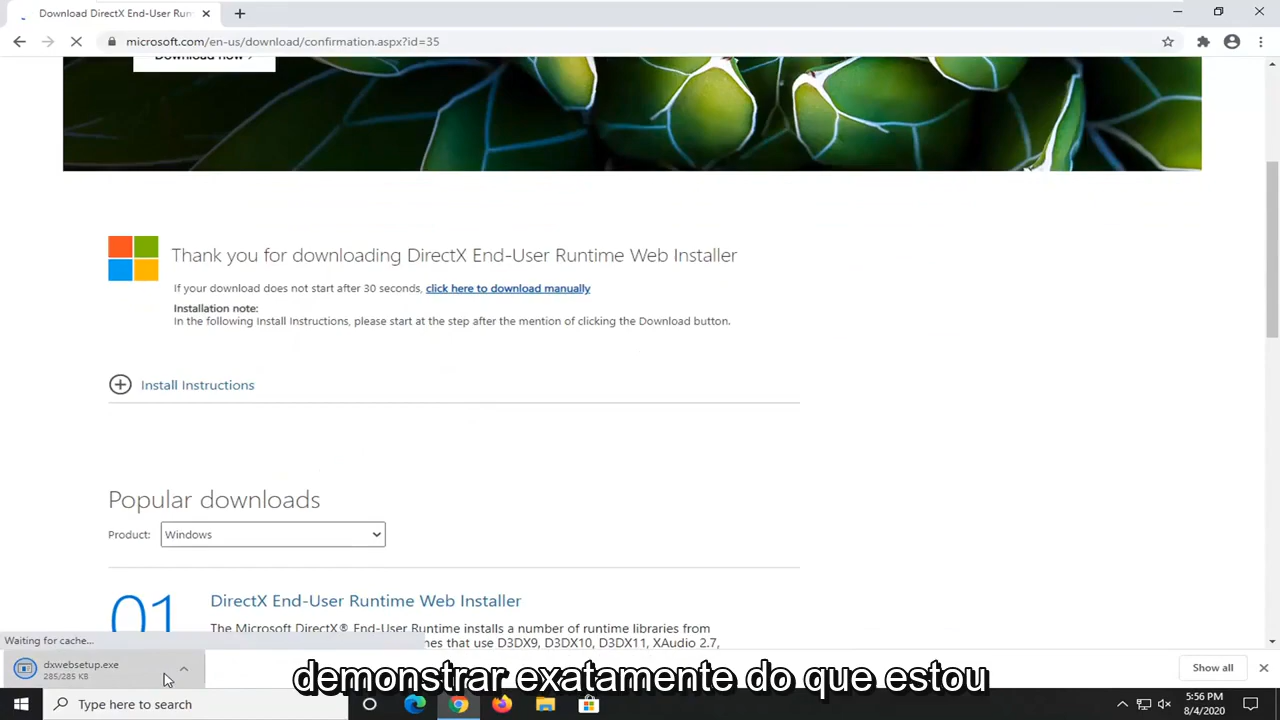 Download DirectX End-User Run
microsoft.com/en-us/download/confirmation.aspx?id=35
Download now >
Thank you for downloading DirectX End-User Runtime Web Installer
If your download does not start after 30 seconds, click here to download manually
Installation note:
In the following Install Instructions, please start at the step after the mention of clicking the Download button.
Install Instructions
Popular downloads
Product: Windows
01 DirectX End-User Runtime Web Installer
The Microsoft DirectX® End-User Runtime installs a number of runtime libraries from
mes that use D3DX9, D3DX10, D3DX11, XAudio 2.7,
Waiting for cache...
dxwebsetup.exe
285/285 KB
Show all
demonstrar exatamente do que estou
Type here to search
5:56 PM
8/4/2020